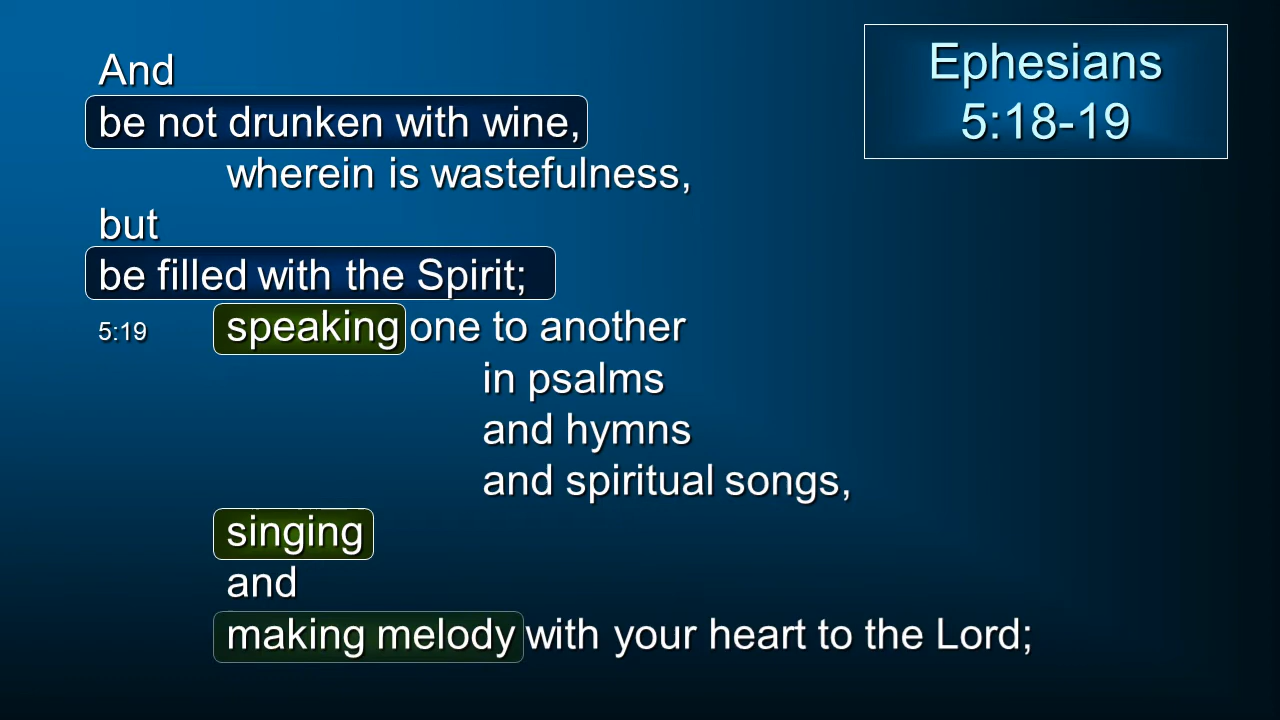 Ephesians
5:18-19
And
be not drunken with wine,
wherein is wastefulness,
but
be filled with the Spirit;
5:19 speaking one to another
in psalms
and hymns
and spiritual songs,
singing
and
making melody with your heart to the Lord;